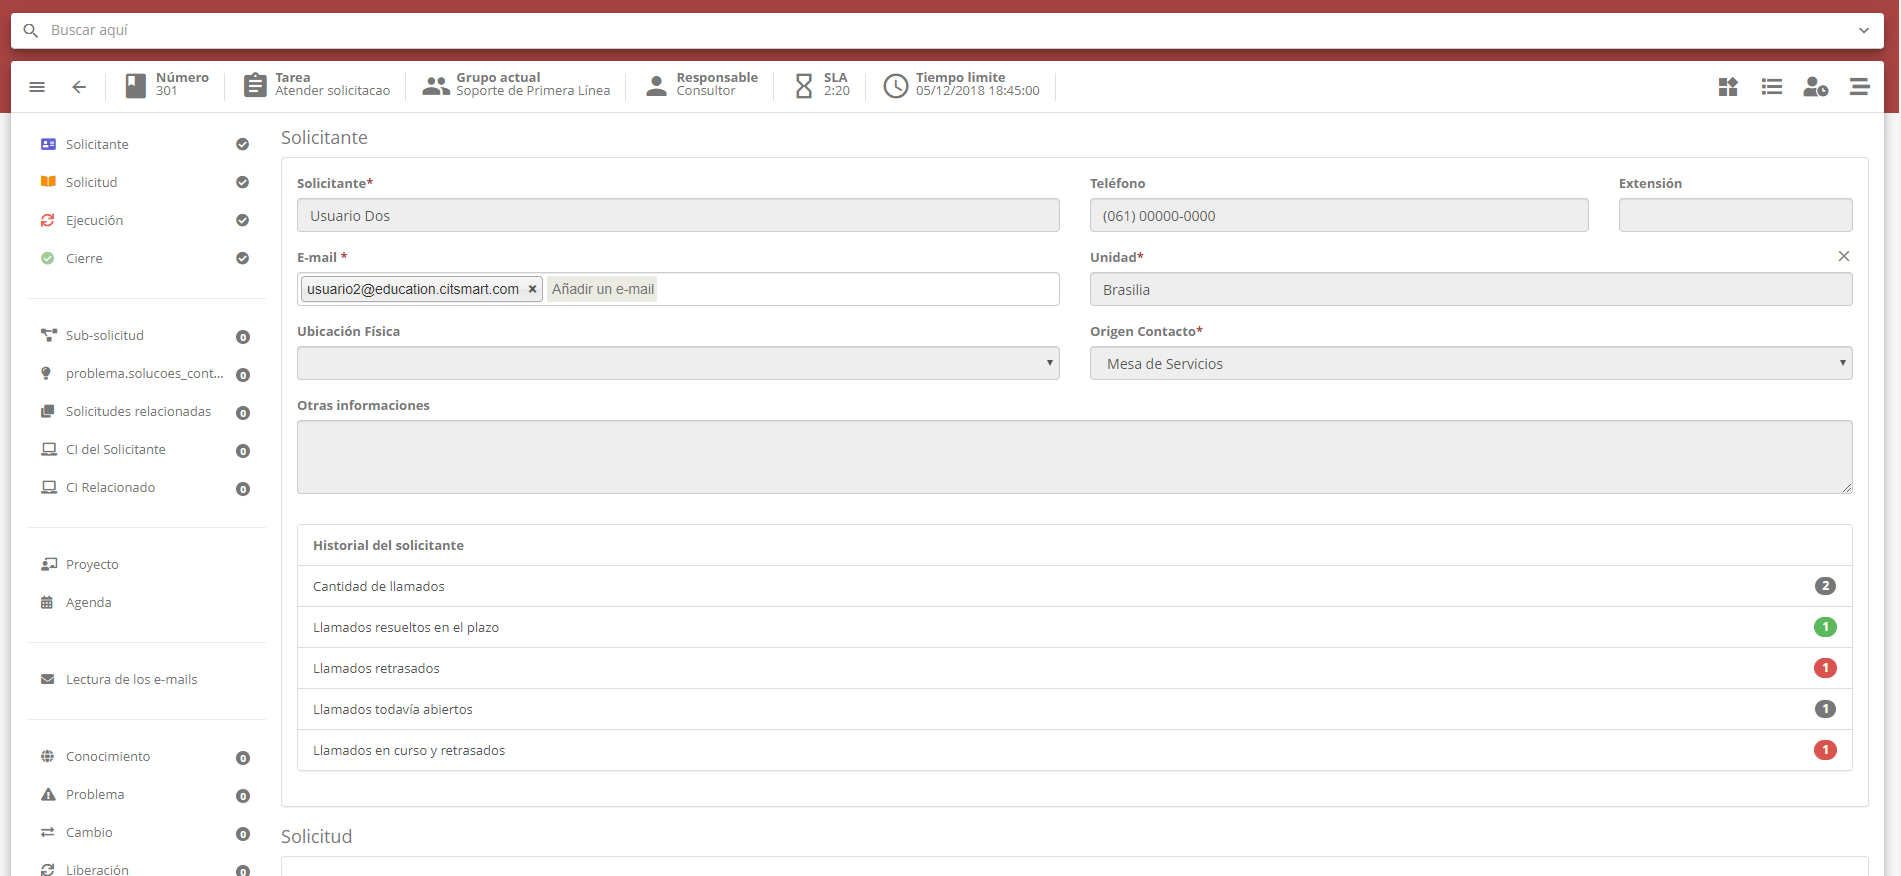 Buscar aquí
Número
301
Tarea
Atender solicitacao
Grupo actual
Soporte de Primera Línea
Responsable
Consultor
SLA
2:20
Tiempo limite
05/12/2018 18:45:00
Solicitante
Solicitud
Ejecución
Cierre
Sub-solicitud 0
problema.solucoes_cont... 0
Solicitudes relacionadas 0
CI del Solicitante 0
CI Relacionado 0
Proyecto
Agenda
Lectura de los e-mails
Conocimiento 0
Problema 0
Cambio 0
Liberación 0
Solicitante
Solicitante*
Usuario Dos
Teléfono
(061) 00000-0000
Extensión
E-mail *
usuario2@education.citsmart.com × Añadir un e-mail
Unidad*
Brasilia
Ubicación Física
Origen Contacto*
Mesa de Servicios
Otras informaciones
Historial del solicitante
Cantidad de llamados 2
Llamados resueltos en el plazo 1
Llamados retrasados 1
Llamados todavía abiertos 1
Llamados en curso y retrasados 1
Solicitud